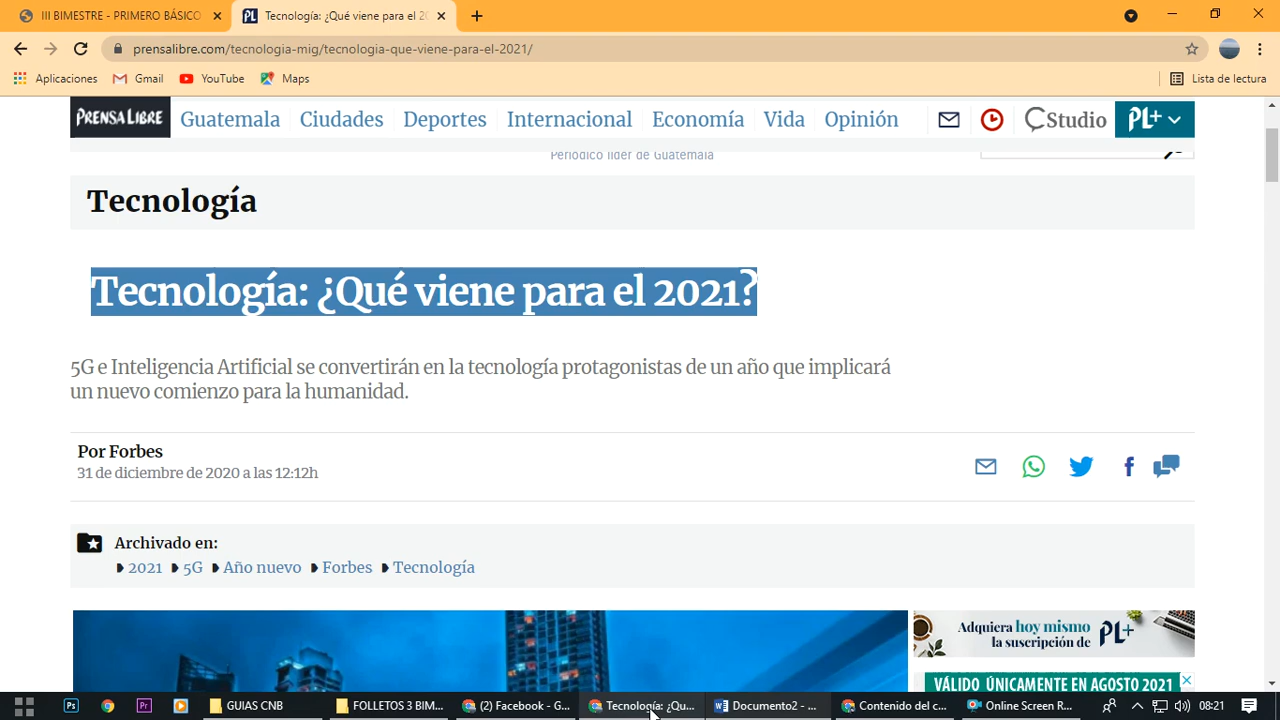 III BIMESTRE - PRIMERO BÁSICO
Tecnología: ¿Qué viene para el 20
prensalibre.com/tecnologia-mig/tecnologia-que-viene-para-el-2021/
Aplicaciones Gmail YouTube Maps Lista de lectura
PRENSA LIBRE Guatemala Ciudades Deportes Internacional Economía Vida Opinión Studio PL+
Periódico líder de Guatemala
Tecnología
Tecnología: ¿Qué viene para el 2021?
5G e Inteligencia Artificial se convertirán en la tecnología protagonistas de un año que implicará
un nuevo comienzo para la humanidad.
Por Forbes
31 de diciembre de 2020 a las 12:12h
Archivado en:
2021 5G Año nuevo Forbes Tecnología
Adquiera hoy mismo
la suscripción de PL+
VÁLIDO ÚNICAMENTE EN AGOSTO 2021
Ps Pr GUIAS CNB FOLLETOS 3 BIM... (2) Facebook - G... Tecnología: ¿Qu... Documento2 - ... Contenido del c... Online Screen R... 08:21